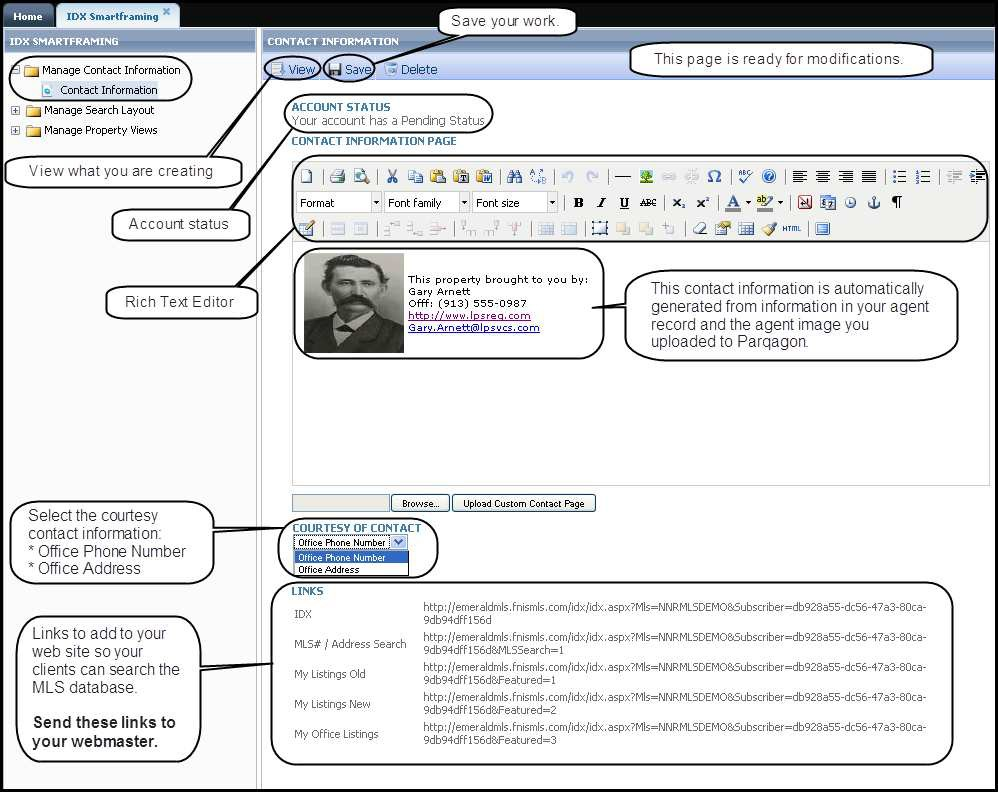 Home
IDX Smartframing
Save your work.
IDX SMARTFRAMING
CONTACT INFORMATION
Manage Contact Information
Contact Information
Manage Search Layout
Manage Property Views
View
Save
Delete
This page is ready for modifications.
ACCOUNT STATUS
Your account has a Pending Status
CONTACT INFORMATION PAGE
View what you are creating
Account status
Rich Text Editor
Format
Font family
Font size
B I U ABC
HTML
This property brought to you by:
Gary Arnett
Offf: (913) 555-0987
http://www.lpsreg.com
Gary.Arnett@lpsvcs.com
This contact information is automatically
generated from information in your agent
record and the agent image you
uploaded to Parqagon.
Browse...
Upload Custom Contact Page
Select the courtesy
contact information:
* Office Phone Number
* Office Address
COURTESY OF CONTACT
Office Phone Number
Office Phone Number
Office Address
Links to add to your
web site so your
clients can search the
MLS database.
Send these links to
your webmaster.
LINKS
IDX
http://emeraldmls.fnismls.com/idx/idx.aspx?Mls=NNRMLSDEMO&Subscriber=db928a55-dc56-47a3-80ca-
9db94dff156d
MLS# / Address Search
http://emeraldmls.fnismls.com/idx/idx.aspx?Mls=NNRMLSDEMO&Subscriber=db928a55-dc56-47a3-80ca-
9db94dff156d&MLSSearch=1
My Listings Old
http://emeraldmls.fnismls.com/idx/idx.aspx?Mls=NNRMLSDEMO&Subscriber=db928a55-dc56-47a3-80ca-
9db94dff156d&Featured=1
My Listings New
http://emeraldmls.fnismls.com/idx/idx.aspx?Mls=NNRMLSDEMO&Subscriber=db928a55-dc56-47a3-80ca-
9db94dff156d&Featured=2
My Office Listings
http://emeraldmls.fnismls.com/idx/idx.aspx?Mls=NNRMLSDEMO&Subscriber=db928a55-dc56-47a3-80ca-
9db94dff156d&Featured=3